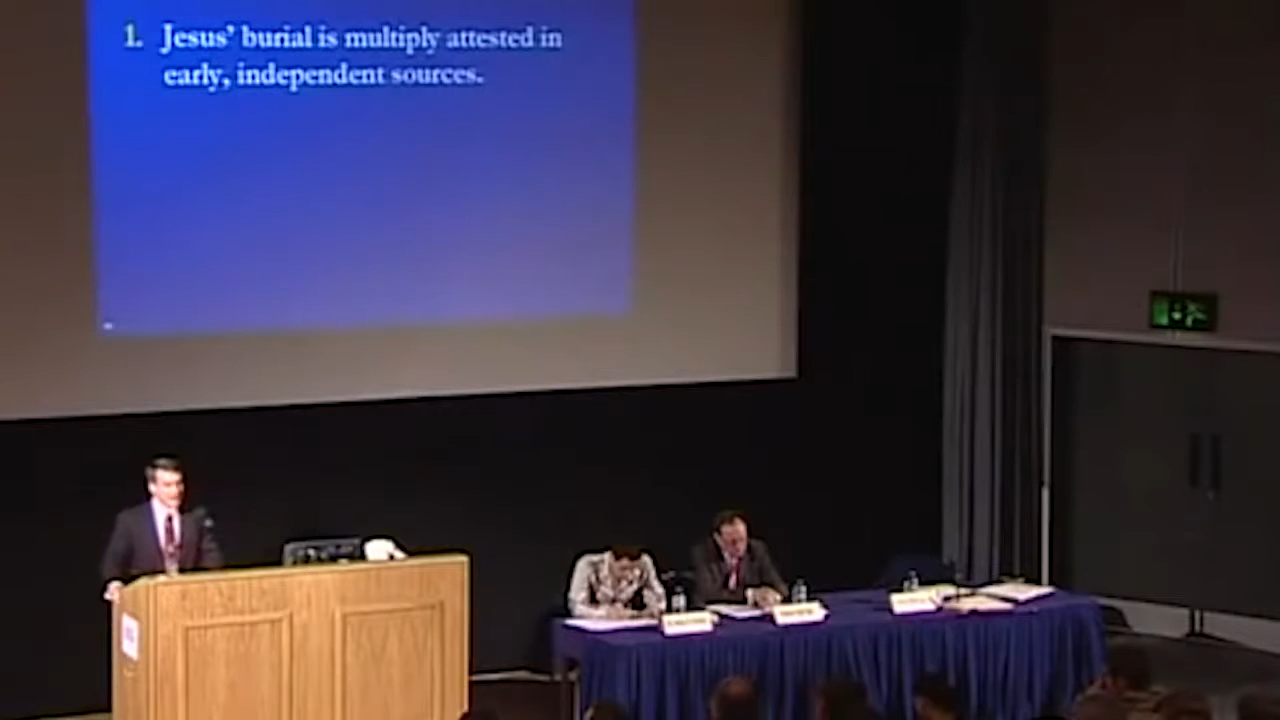 1. Jesus’ burial is multiply attested in
early, independent sources.